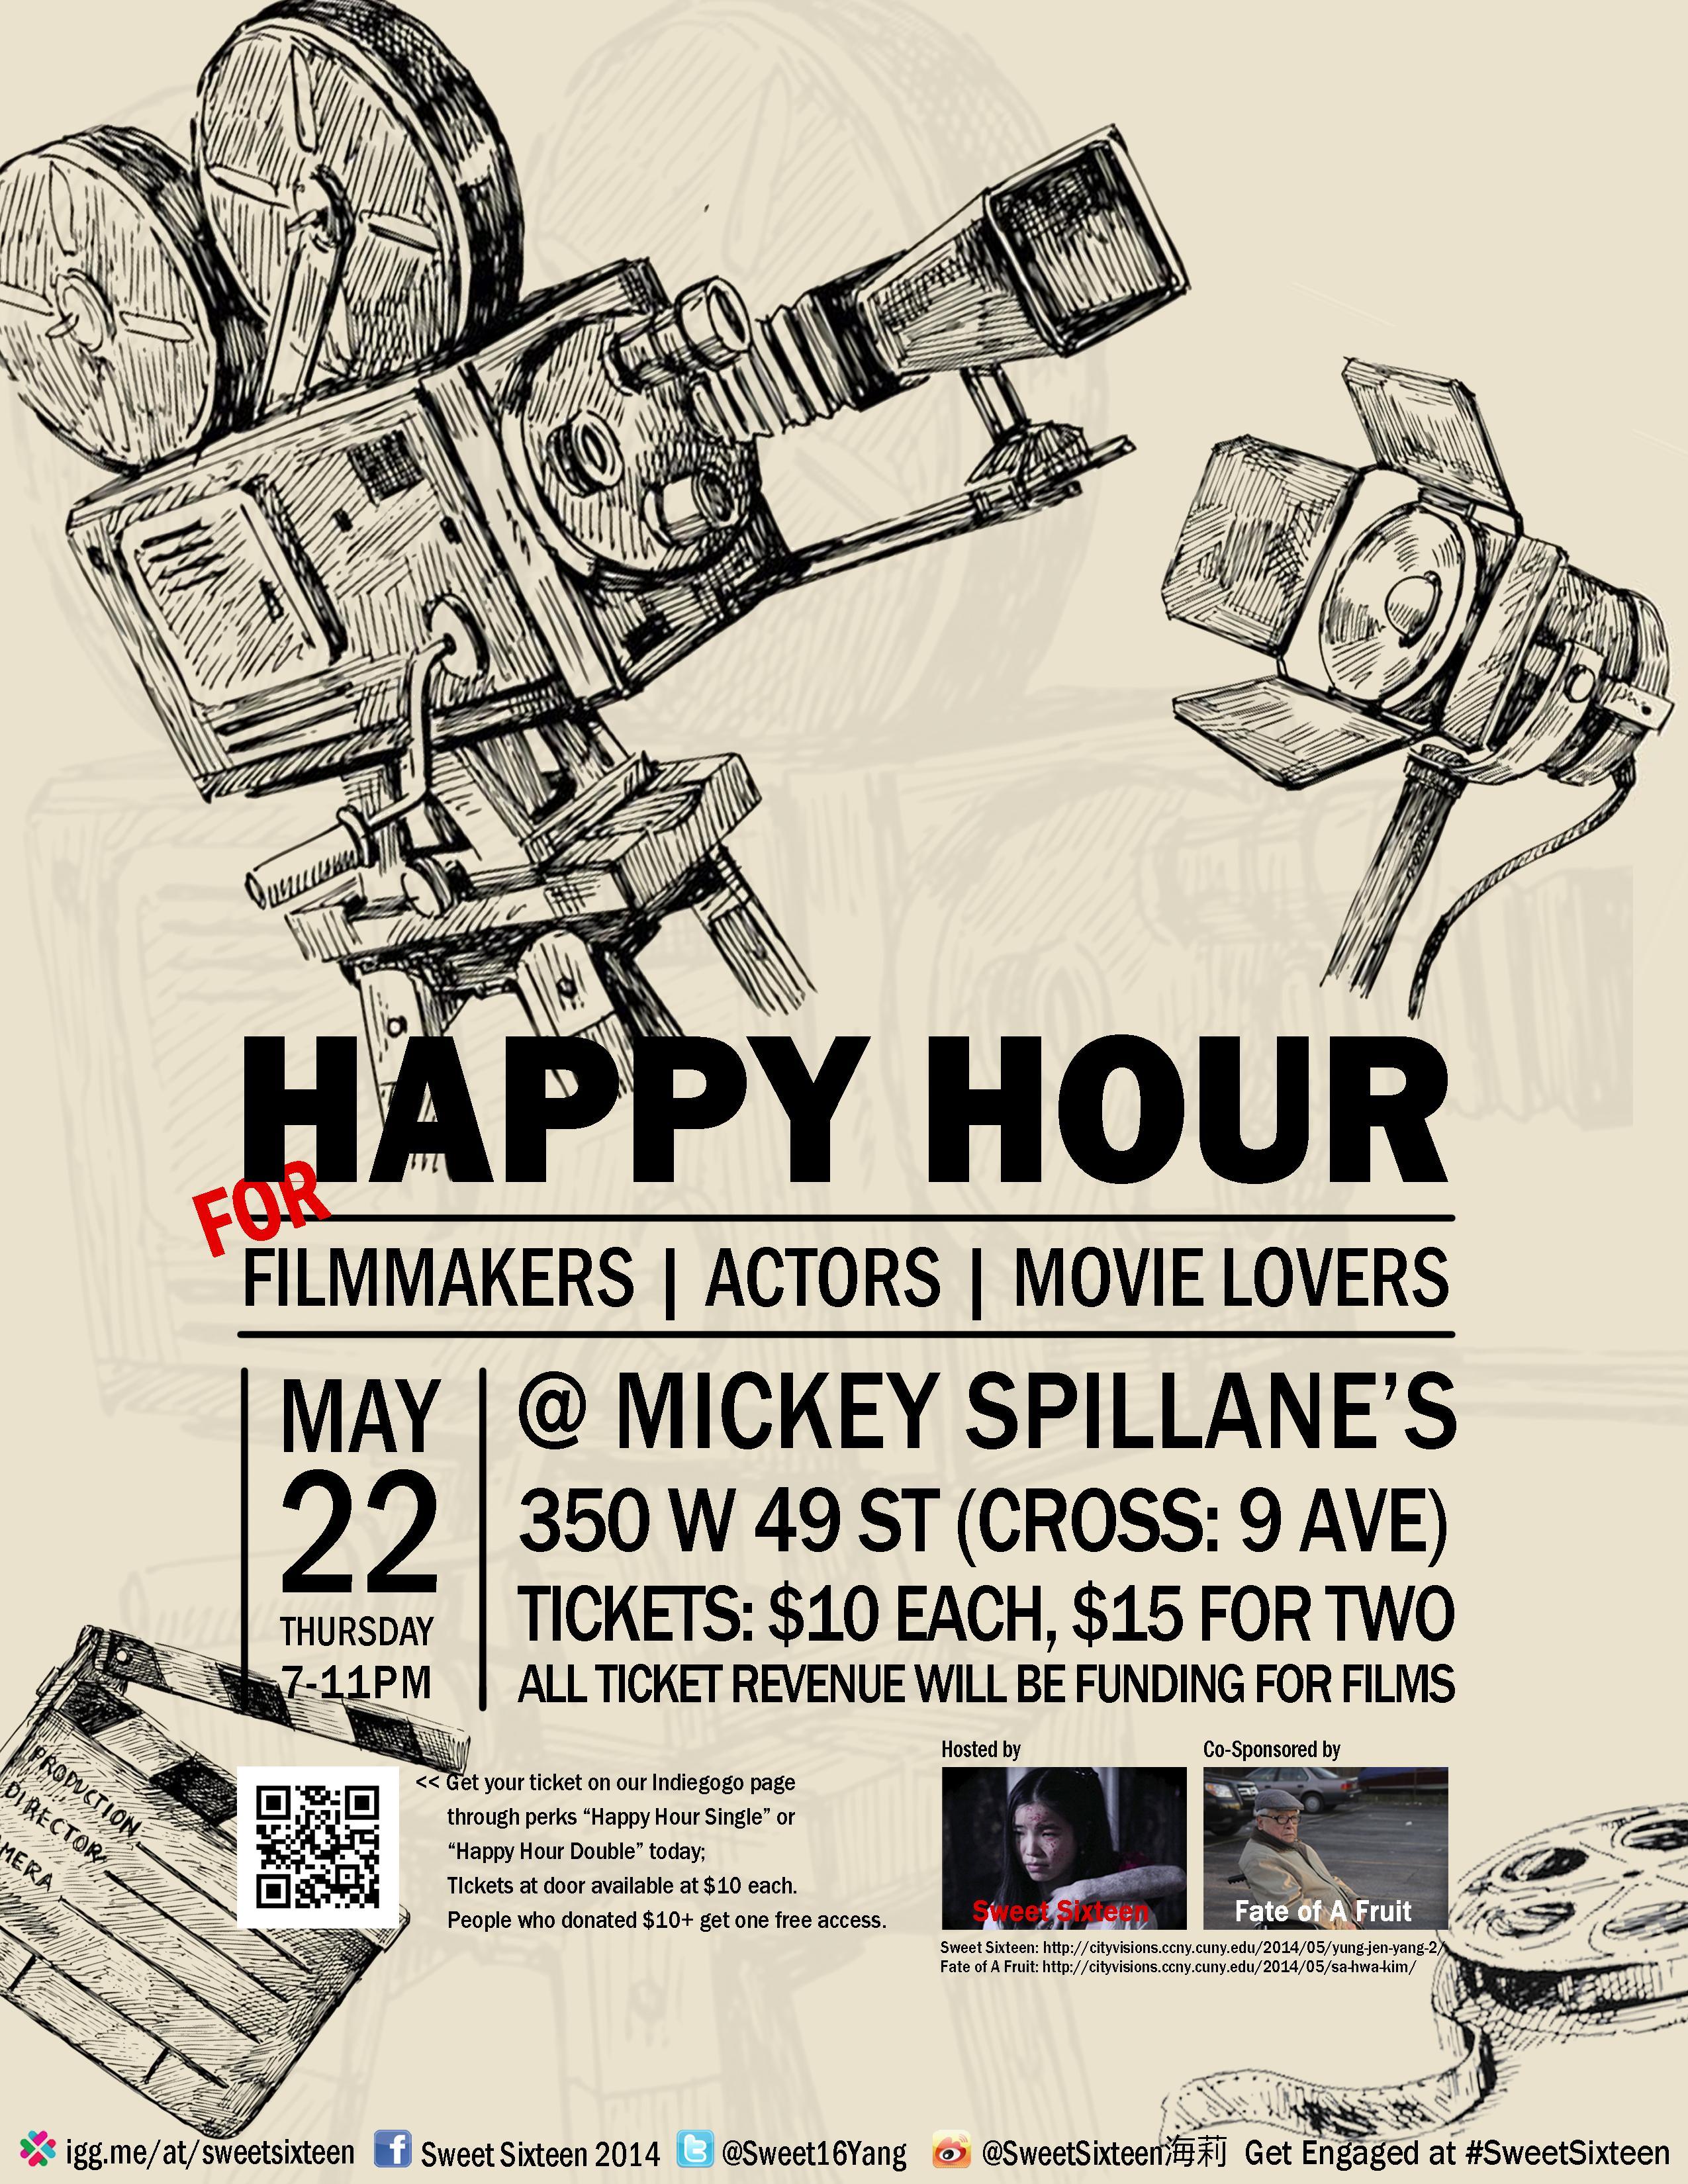 HAPPY HOUR
FOR
FILMMAKERS | ACTORS | MOVIE LOVERS
MAY
22
THURSDAY
7-11PM
@ MICKEY SPILLANE’S
350 W 49 ST (CROSS: 9 AVE)
TICKETS: $10 EACH, $15 FOR TWO
ALL TICKET REVENUE WILL BE FUNDING FOR FILMS
PRODUCTION
DIRECTOR
MERA
<< Get your ticket on our Indiegogo page
through perks “Happy Hour Single” or
“Happy Hour Double” today;
TIckets at door available at $10 each.
People who donated $10+ get one free access.
Hosted by
Sweet Sixteen
Co-Sponsored by
Fate of A Fruit
Sweet Sixteen: http://cityvisions.ccny.cuny.edu/2014/05/yung-jen-yang-2/
Fate of A Fruit: http://cityvisions.ccny.cuny.edu/2014/05/sa-hwa-kim/
igg.me/at/sweetsixteen f Sweet Sixteen 2014 t @Sweet16Yang @SweetSixteen海莉 Get Engaged at #SweetSixteen